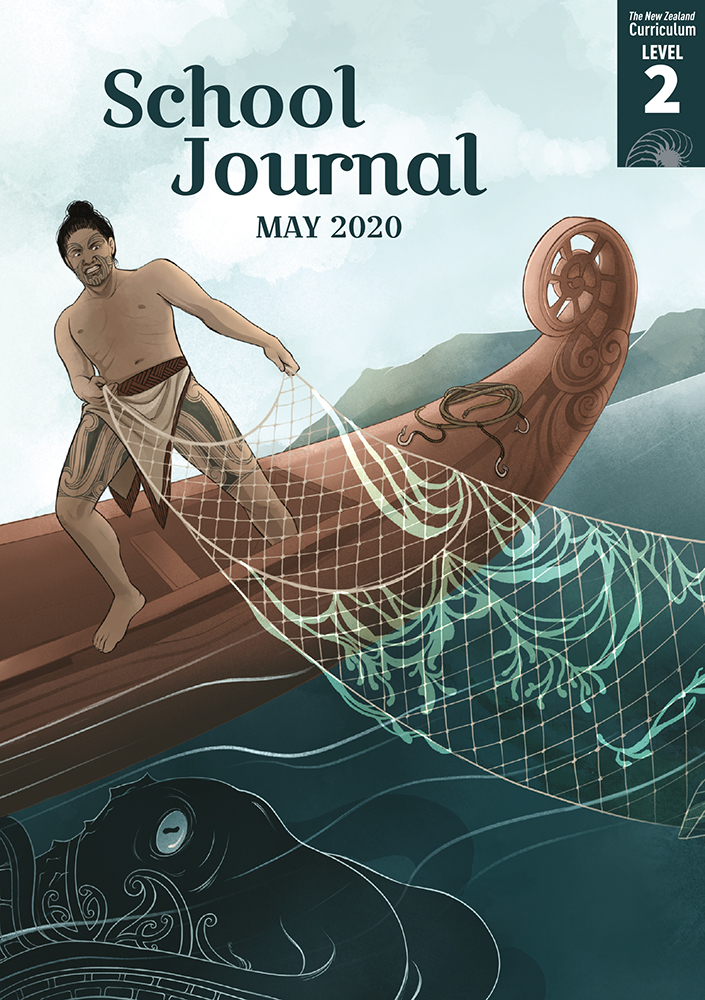 School
Journal
MAY 2020
The New Zealand
Curriculum
LEVEL
2